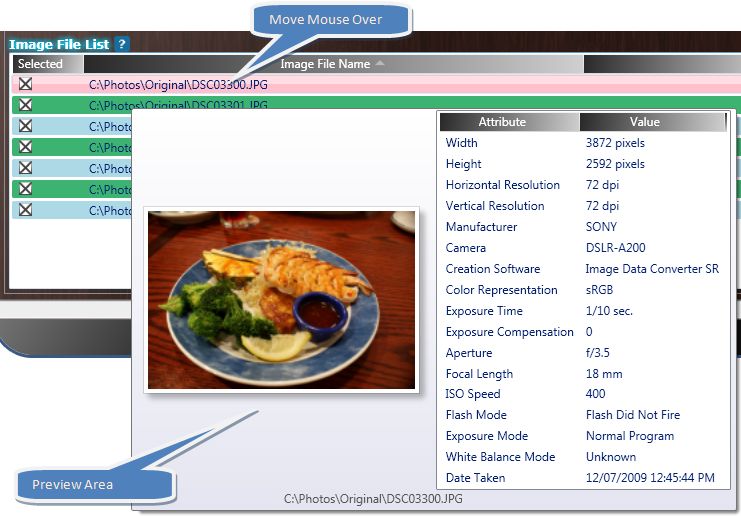 Move Mouse Over
Image File List ?
Selected Image File Name
C:\Photos\Original\DSC03300.JPG
C:\Photos\Original\DSC03301.JPG
C:\Phot
C:\Phot
C:\Phot
C:\Phot
C:\Phot
Attribute Value
Width 3872 pixels
Height 2592 pixels
Horizontal Resolution 72 dpi
Vertical Resolution 72 dpi
Manufacturer SONY
Camera DSLR-A200
Creation Software Image Data Converter SR
Color Representation sRGB
Exposure Time 1/10 sec.
Exposure Compensation 0
Aperture f/3.5
Focal Length 18 mm
ISO Speed 400
Flash Mode Flash Did Not Fire
Exposure Mode Normal Program
White Balance Mode Unknown
Date Taken 12/07/2009 12:45:44 PM
Preview Area
C:\Photos\Original\DSC03300.JPG